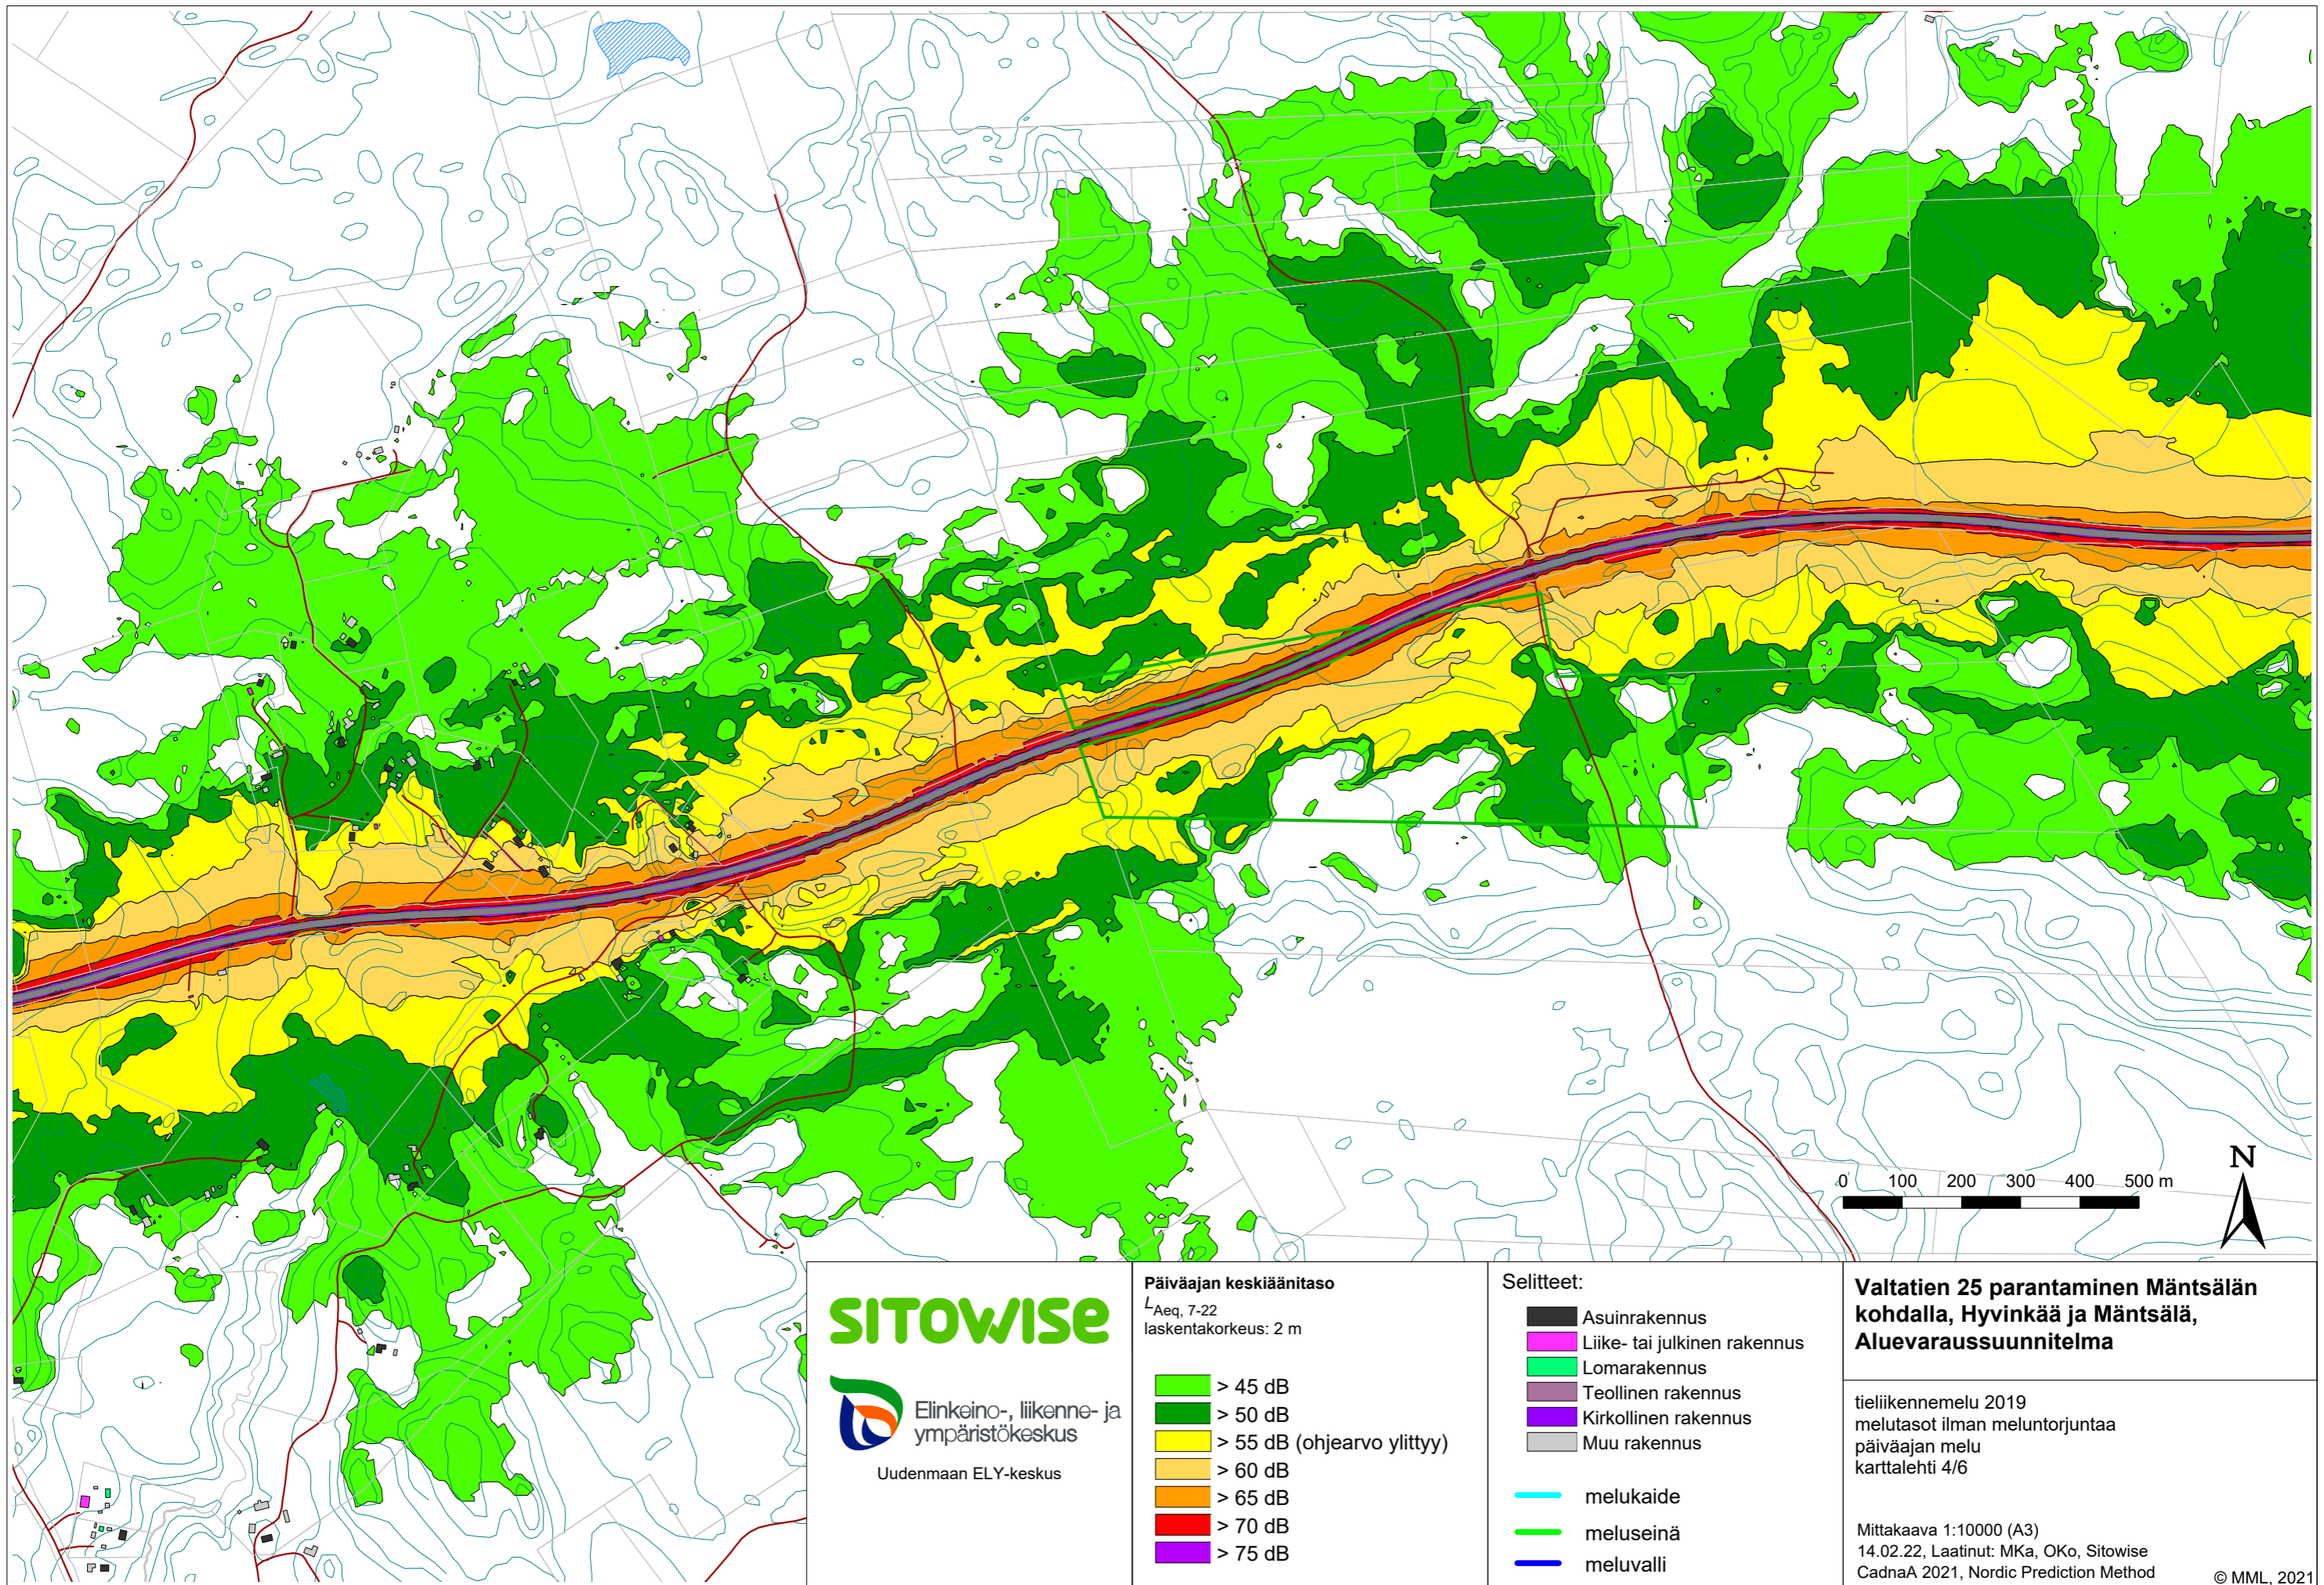 N
0 100 200 300 400 500 m
SITOWISE
Elinkeino-, liikenne- ja
ympäristökeskus
Uudenmaan ELY-keskus
Päiväajan keskiäänitaso
LAeq, 7-22
laskentakorkeus: 2 m
> 45 dB
> 50 dB
> 55 dB (ohjearvo ylittyy)
> 60 dB
> 65 dB
> 70 dB
> 75 dB
Selitteet:
Asuinrakennus
Liike- tai julkinen rakennus
Lomarakennus
Teollinen rakennus
Kirkollinen rakennus
Muu rakennus
melukaide
meluseinä
meluvalli
Valtatien 25 parantaminen Mäntsälän
kohdalla, Hyvinkää ja Mäntsälä,
Aluevaraussuunnitelma
tieliikennemelu 2019
melutasot ilman meluntorjuntaa
päiväajan melu
karttalehti 4/6
Mittakaava 1:10000 (A3)
14.02.22, Laatinut: MKa, OKo, Sitowise
CadnaA 2021, Nordic Prediction Method
© MML, 2021